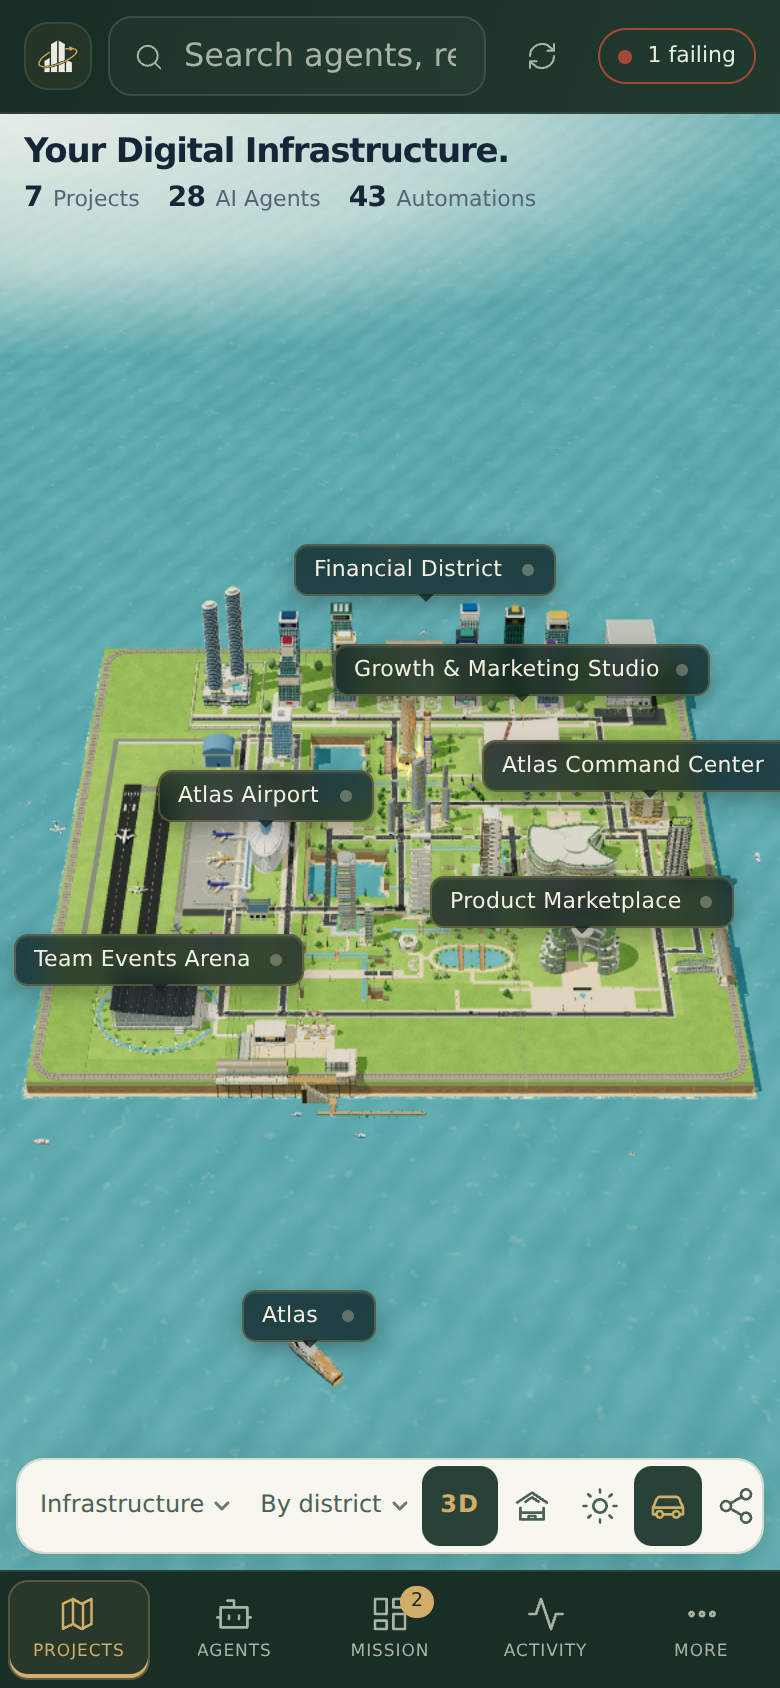 Search agents, re
1 failing
Your Digital Infrastructure.
7 Projects 28 AI Agents 43 Automations
Financial District
Growth & Marketing Studio
Atlas Command Center
Atlas Airport
Product Marketplace
Team Events Arena
Atlas
Infrastructure By district 3D
2
PROJECTS AGENTS MISSION ACTIVITY MORE